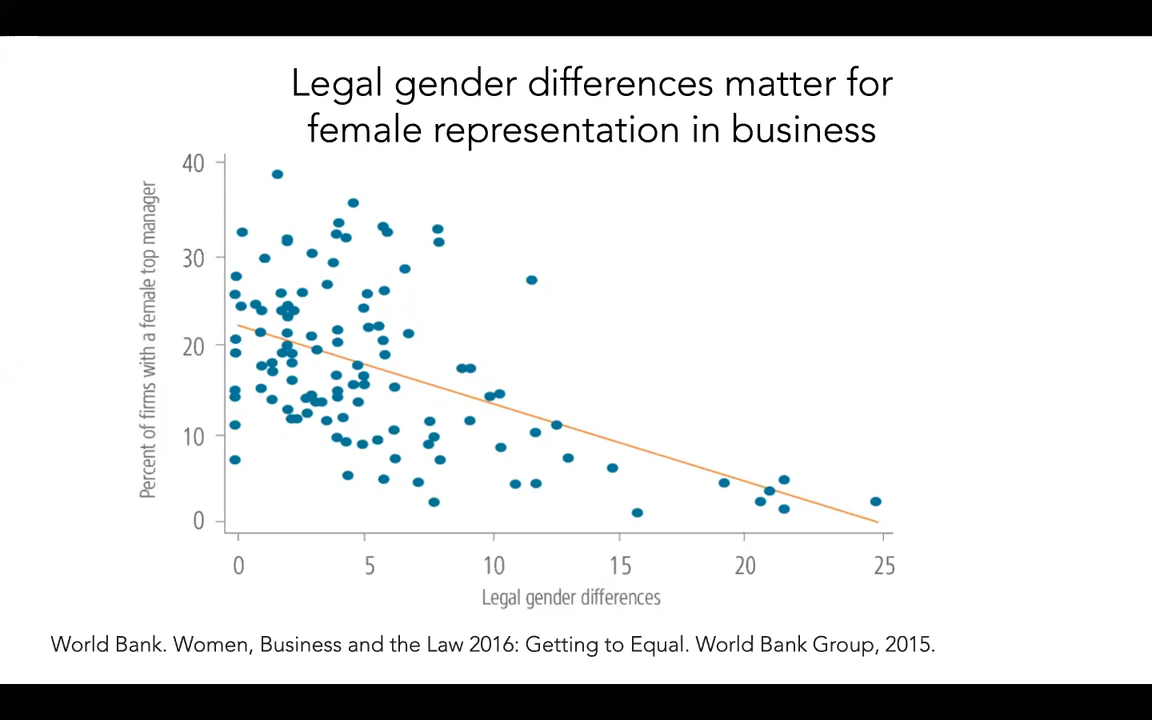 Legal gender differences matter for
female representation in business
Percent of firms with a female top manager
40
30
20
10
0
0 5 10 15 20 25
Legal gender differences
World Bank. Women, Business and the Law 2016: Getting to Equal. World Bank Group, 2015.